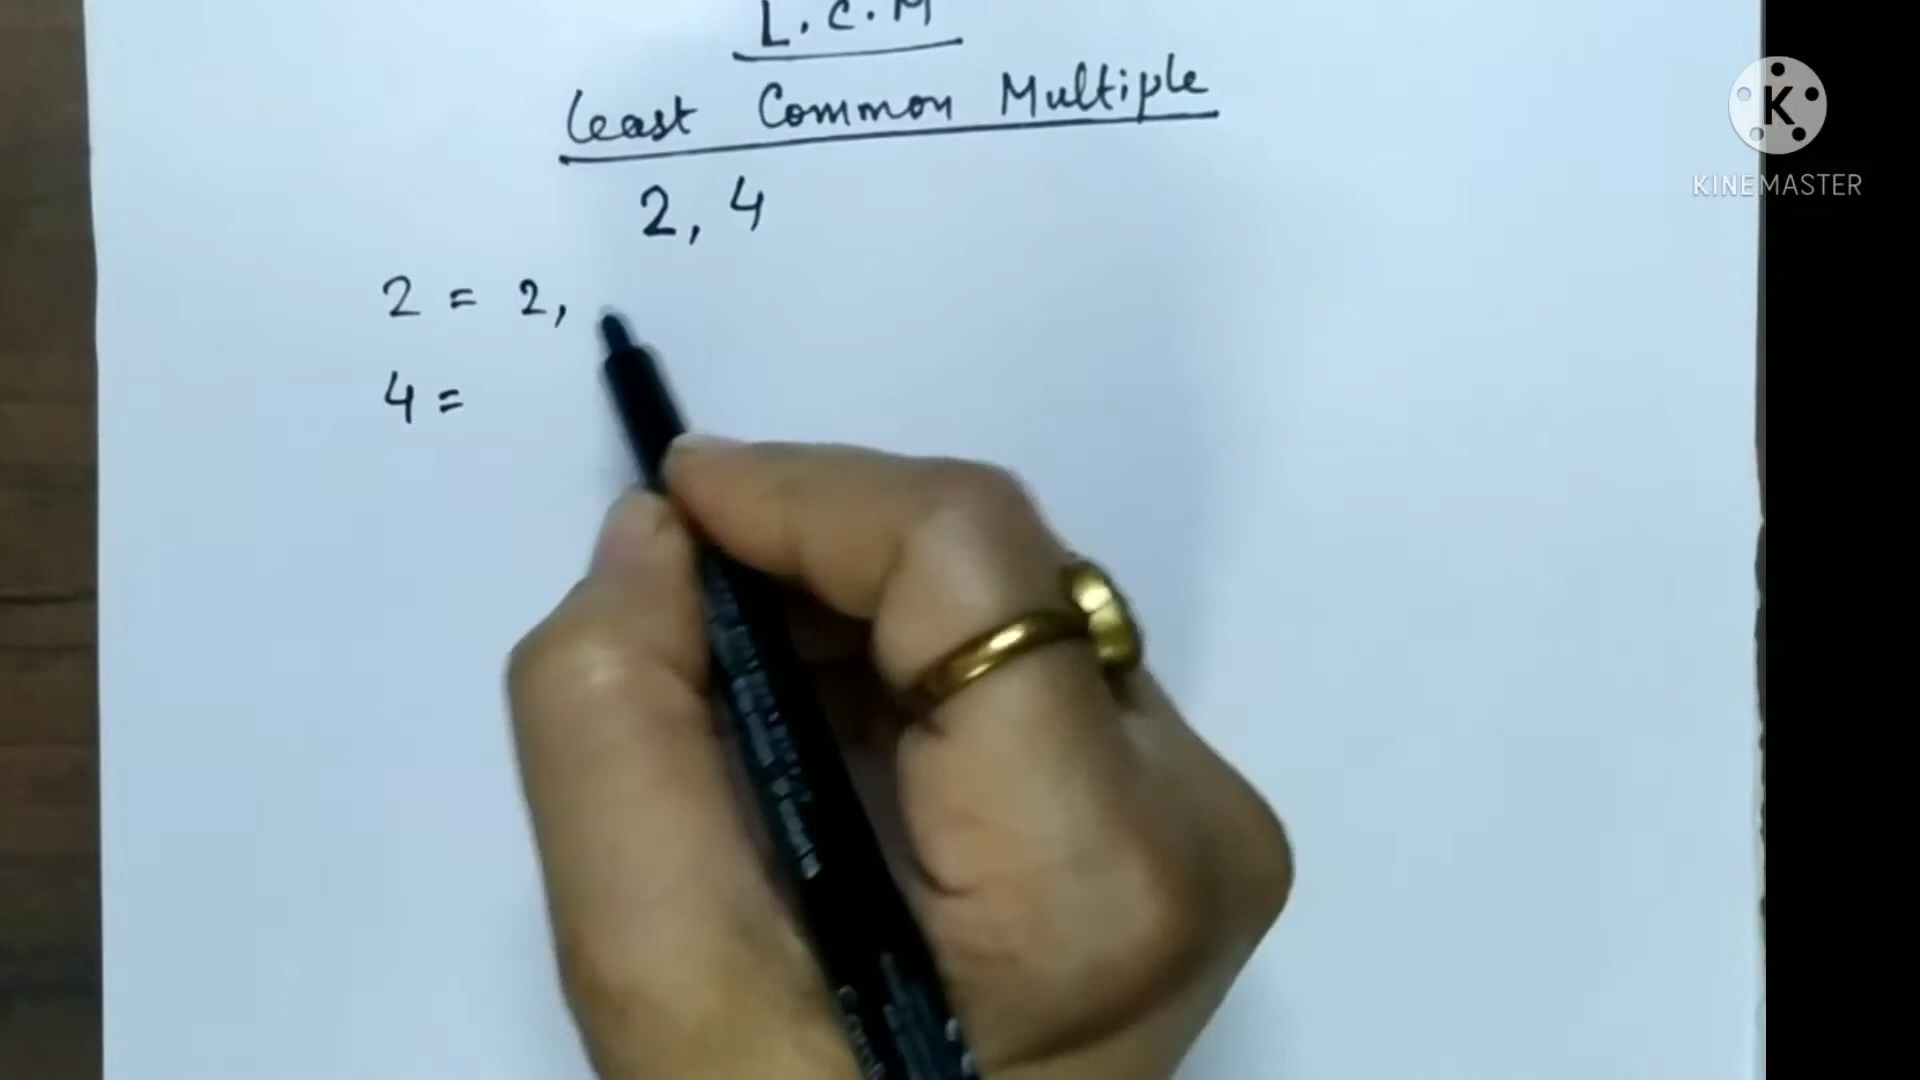 L.C.M
Least Common Multiple
2, 4
2 = 2,
4 =
K
KINEMASTER